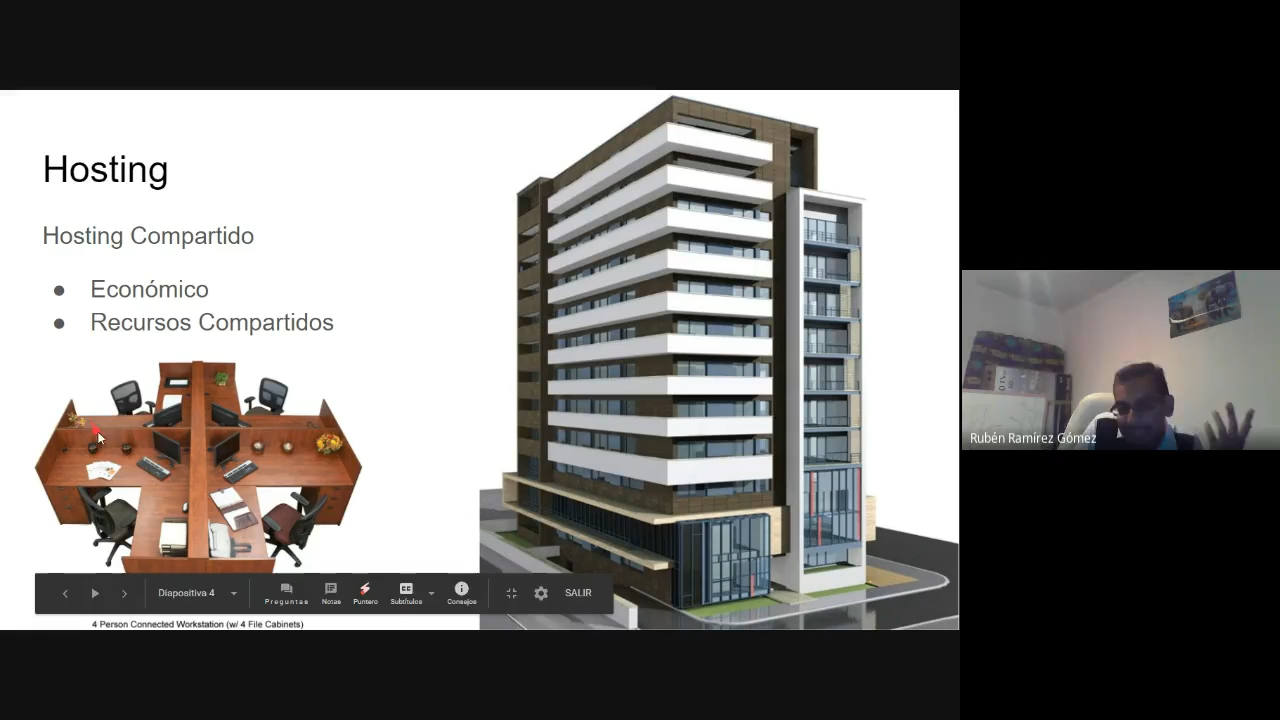 Hosting
Hosting Compartido
● Económico
● Recursos Compartidos
Diapositiva 4
Preguntas
Notas
Puntero
Subtítulos
Consejos
SALIR
4 Person Connected Workstation (w/ 4 File Cabinets)
Rubén Ramírez Gómez